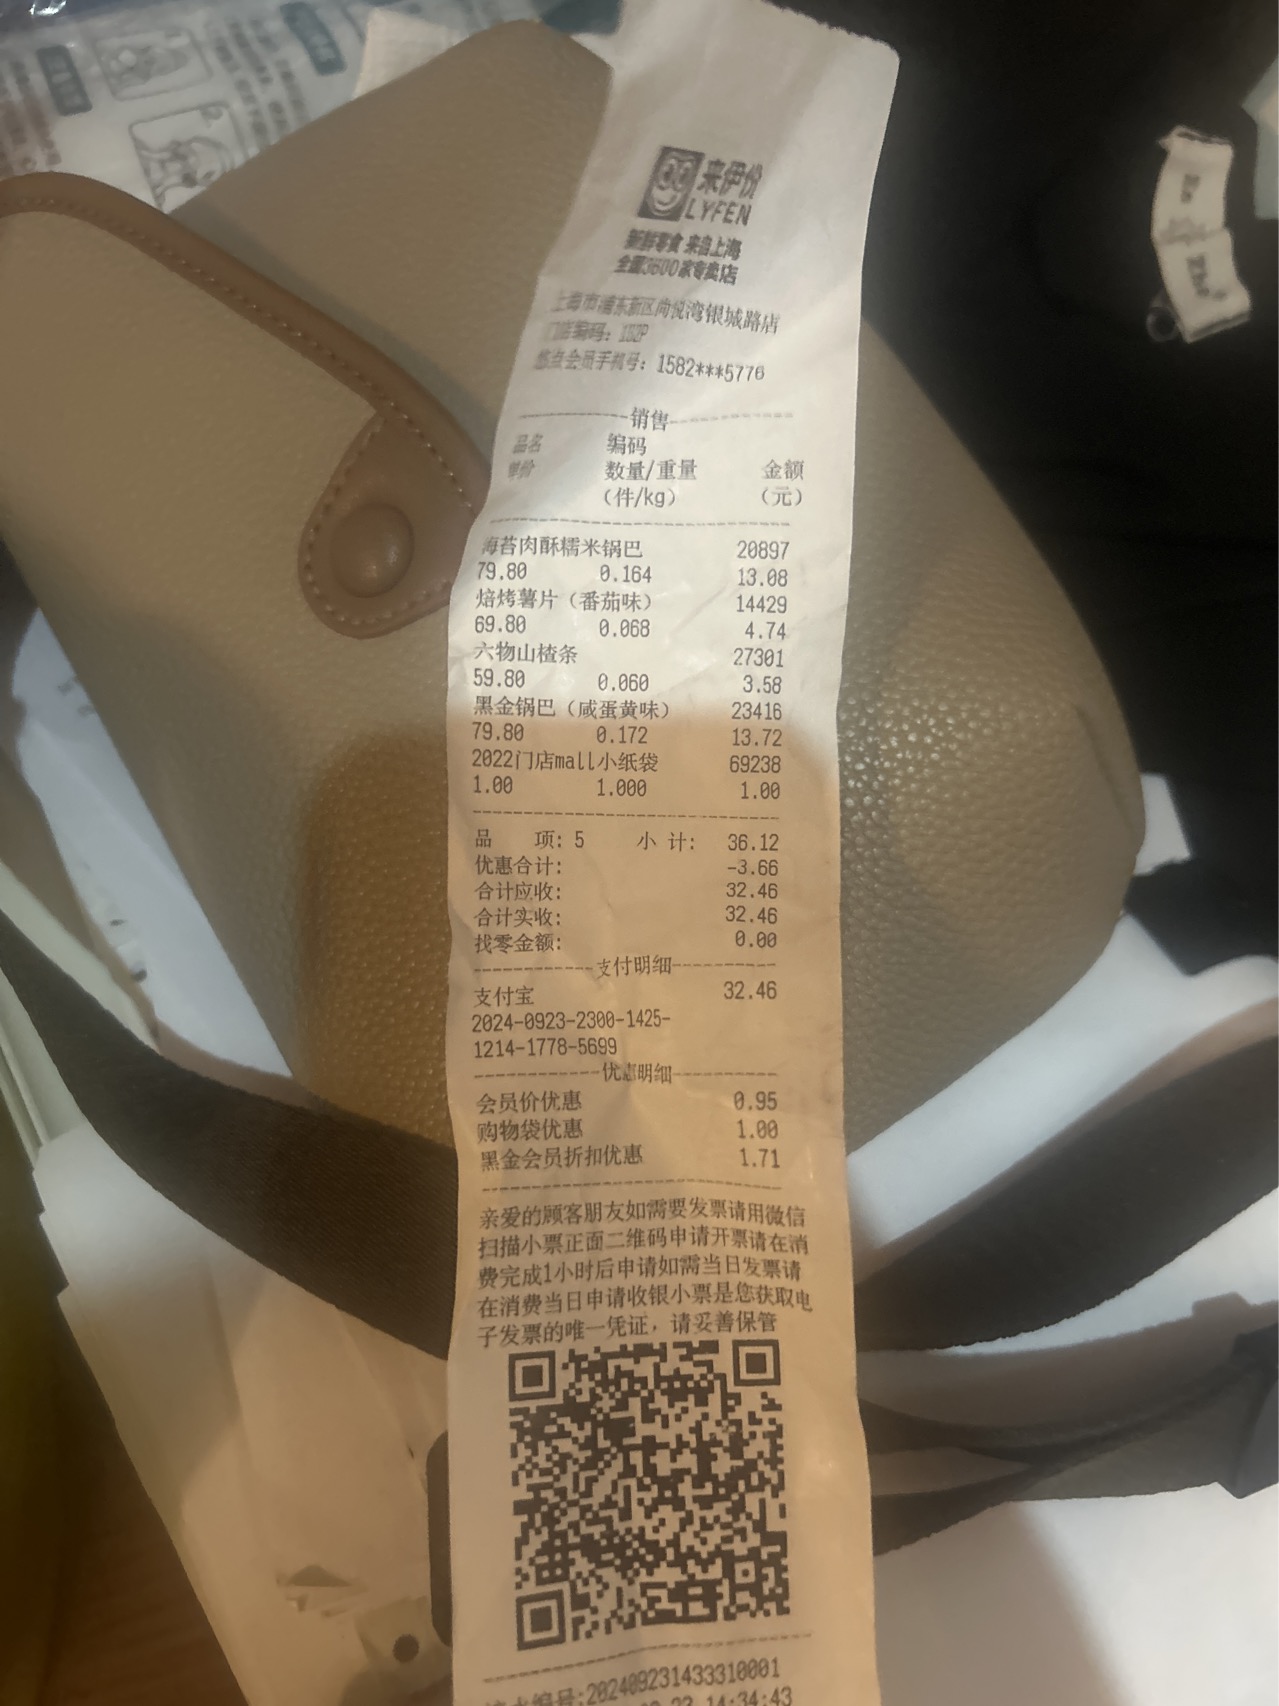 来伊份
LYFEN
新鲜零食 来自上海
全国3600家专卖店
上海市浦东新区尚悦湾银城路店
门店编码:
悠点会员手机号: 1582***5776
销售
品名 编码
单价 数量/重量 金额
(件/kg) (元)
海苔肉酥糯米锅巴 20897
79.80 0.164 13.08
焙烤薯片(番茄味) 14429
69.80 0.068 4.74
六物山楂条 27301
59.80 0.060 3.58
黑金锅巴(咸蛋黄味) 23416
79.80 0.172 13.72
2022门店mall小纸袋 69238
1.00 1.000 1.00
品 项: 5 小 计: 36.12
优惠合计: -3.66
合计应收: 32.46
合计实收: 32.46
找零金额: 0.00
支付明细
支付宝 32.46
2024-0923-2300-1425-
1214-1778-5699
优惠明细
会员价优惠 0.95
购物袋优惠 1.00
黑金会员折扣优惠 1.71
亲爱的顾客朋友如需要发票请用微信
扫描小票正面二维码申请开票请在消
费完成1小时后申请如需当日发票请
在消费当日申请收银小票是您获取电
子发票的唯一凭证，请妥善保管
编号:202409231433310001
23 14:34:43